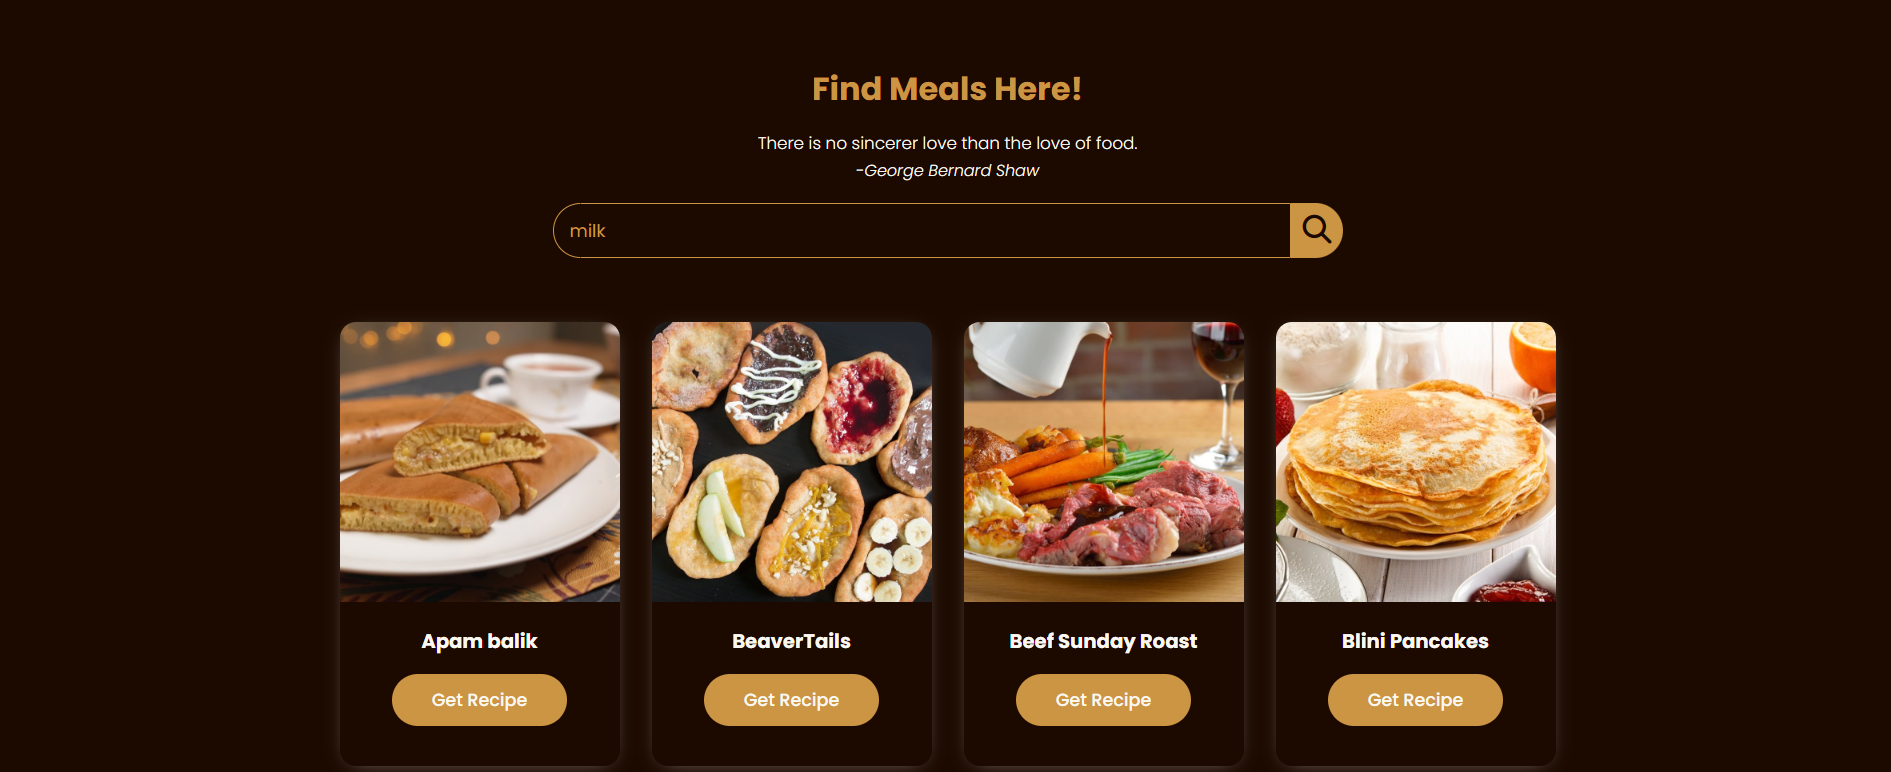 Find Meals Here!
There is no sincerer love than the love of food.
-George Bernard Shaw
milk
Apam balik
BeaverTails
Beef Sunday Roast
Blini Pancakes
Get Recipe
Get Recipe
Get Recipe
Get Recipe